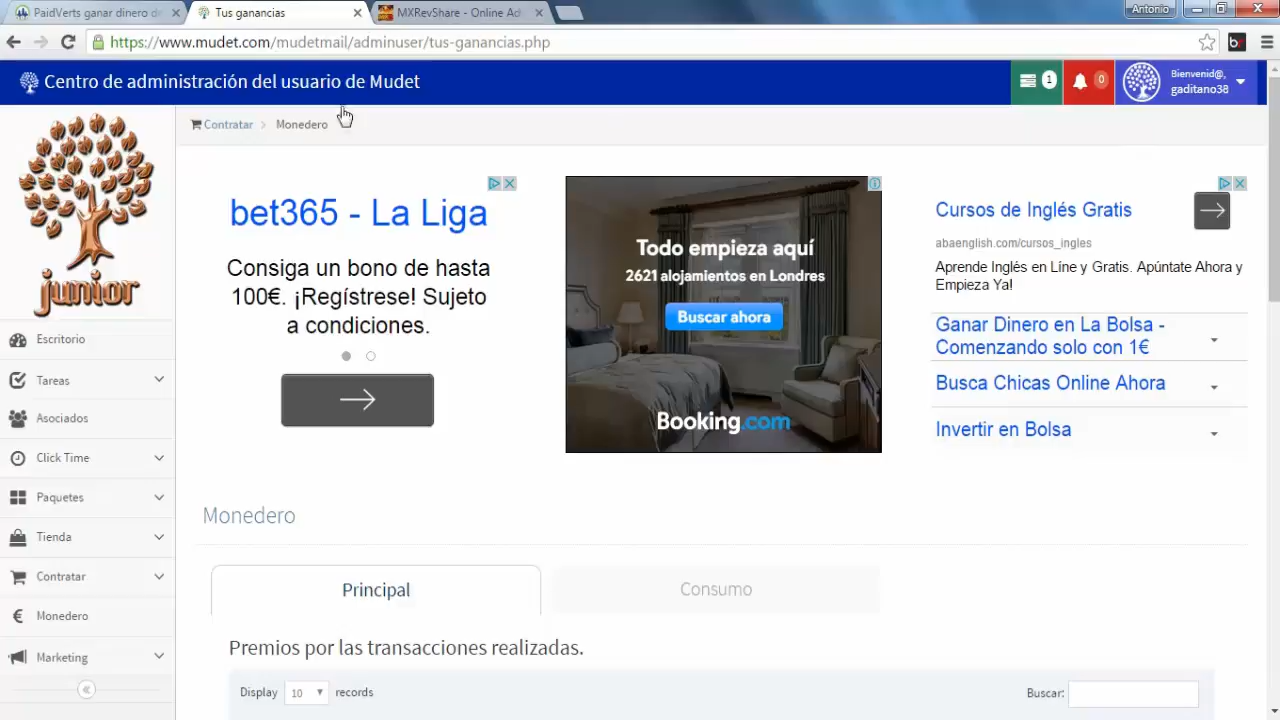 PaidVerts ganar dinero de
Tus ganancias
MXRevShare - Online Ad
Antonio
https://www.mudet.com/mudetmail/adminuser/tus-ganancias.php
Centro de administración del usuario de Mudet
1
0
Bienvenid@,
gaditano38
junior
Contratar > Monedero
Escritorio
Tareas
Asociados
Click Time
Paquetes
Tienda
Contratar
€ Monedero
Marketing
bet365 - La Liga
Consiga un bono de hasta
100€. ¡Regístrese! Sujeto
a condiciones.
Todo empieza aquí
2621 alojamientos en Londres
Buscar ahora
Booking.com
Cursos de Inglés Gratis
abaenglish.com/cursos_ingles
Aprende Inglés en Líne y Gratis. Apúntate Ahora y
Empieza Ya!
Ganar Dinero en La Bolsa -
Comenzando solo con 1€
Busca Chicas Online Ahora
Invertir en Bolsa
Monedero
Principal
Consumo
Premios por las transacciones realizadas.
Display 10 records
Buscar: